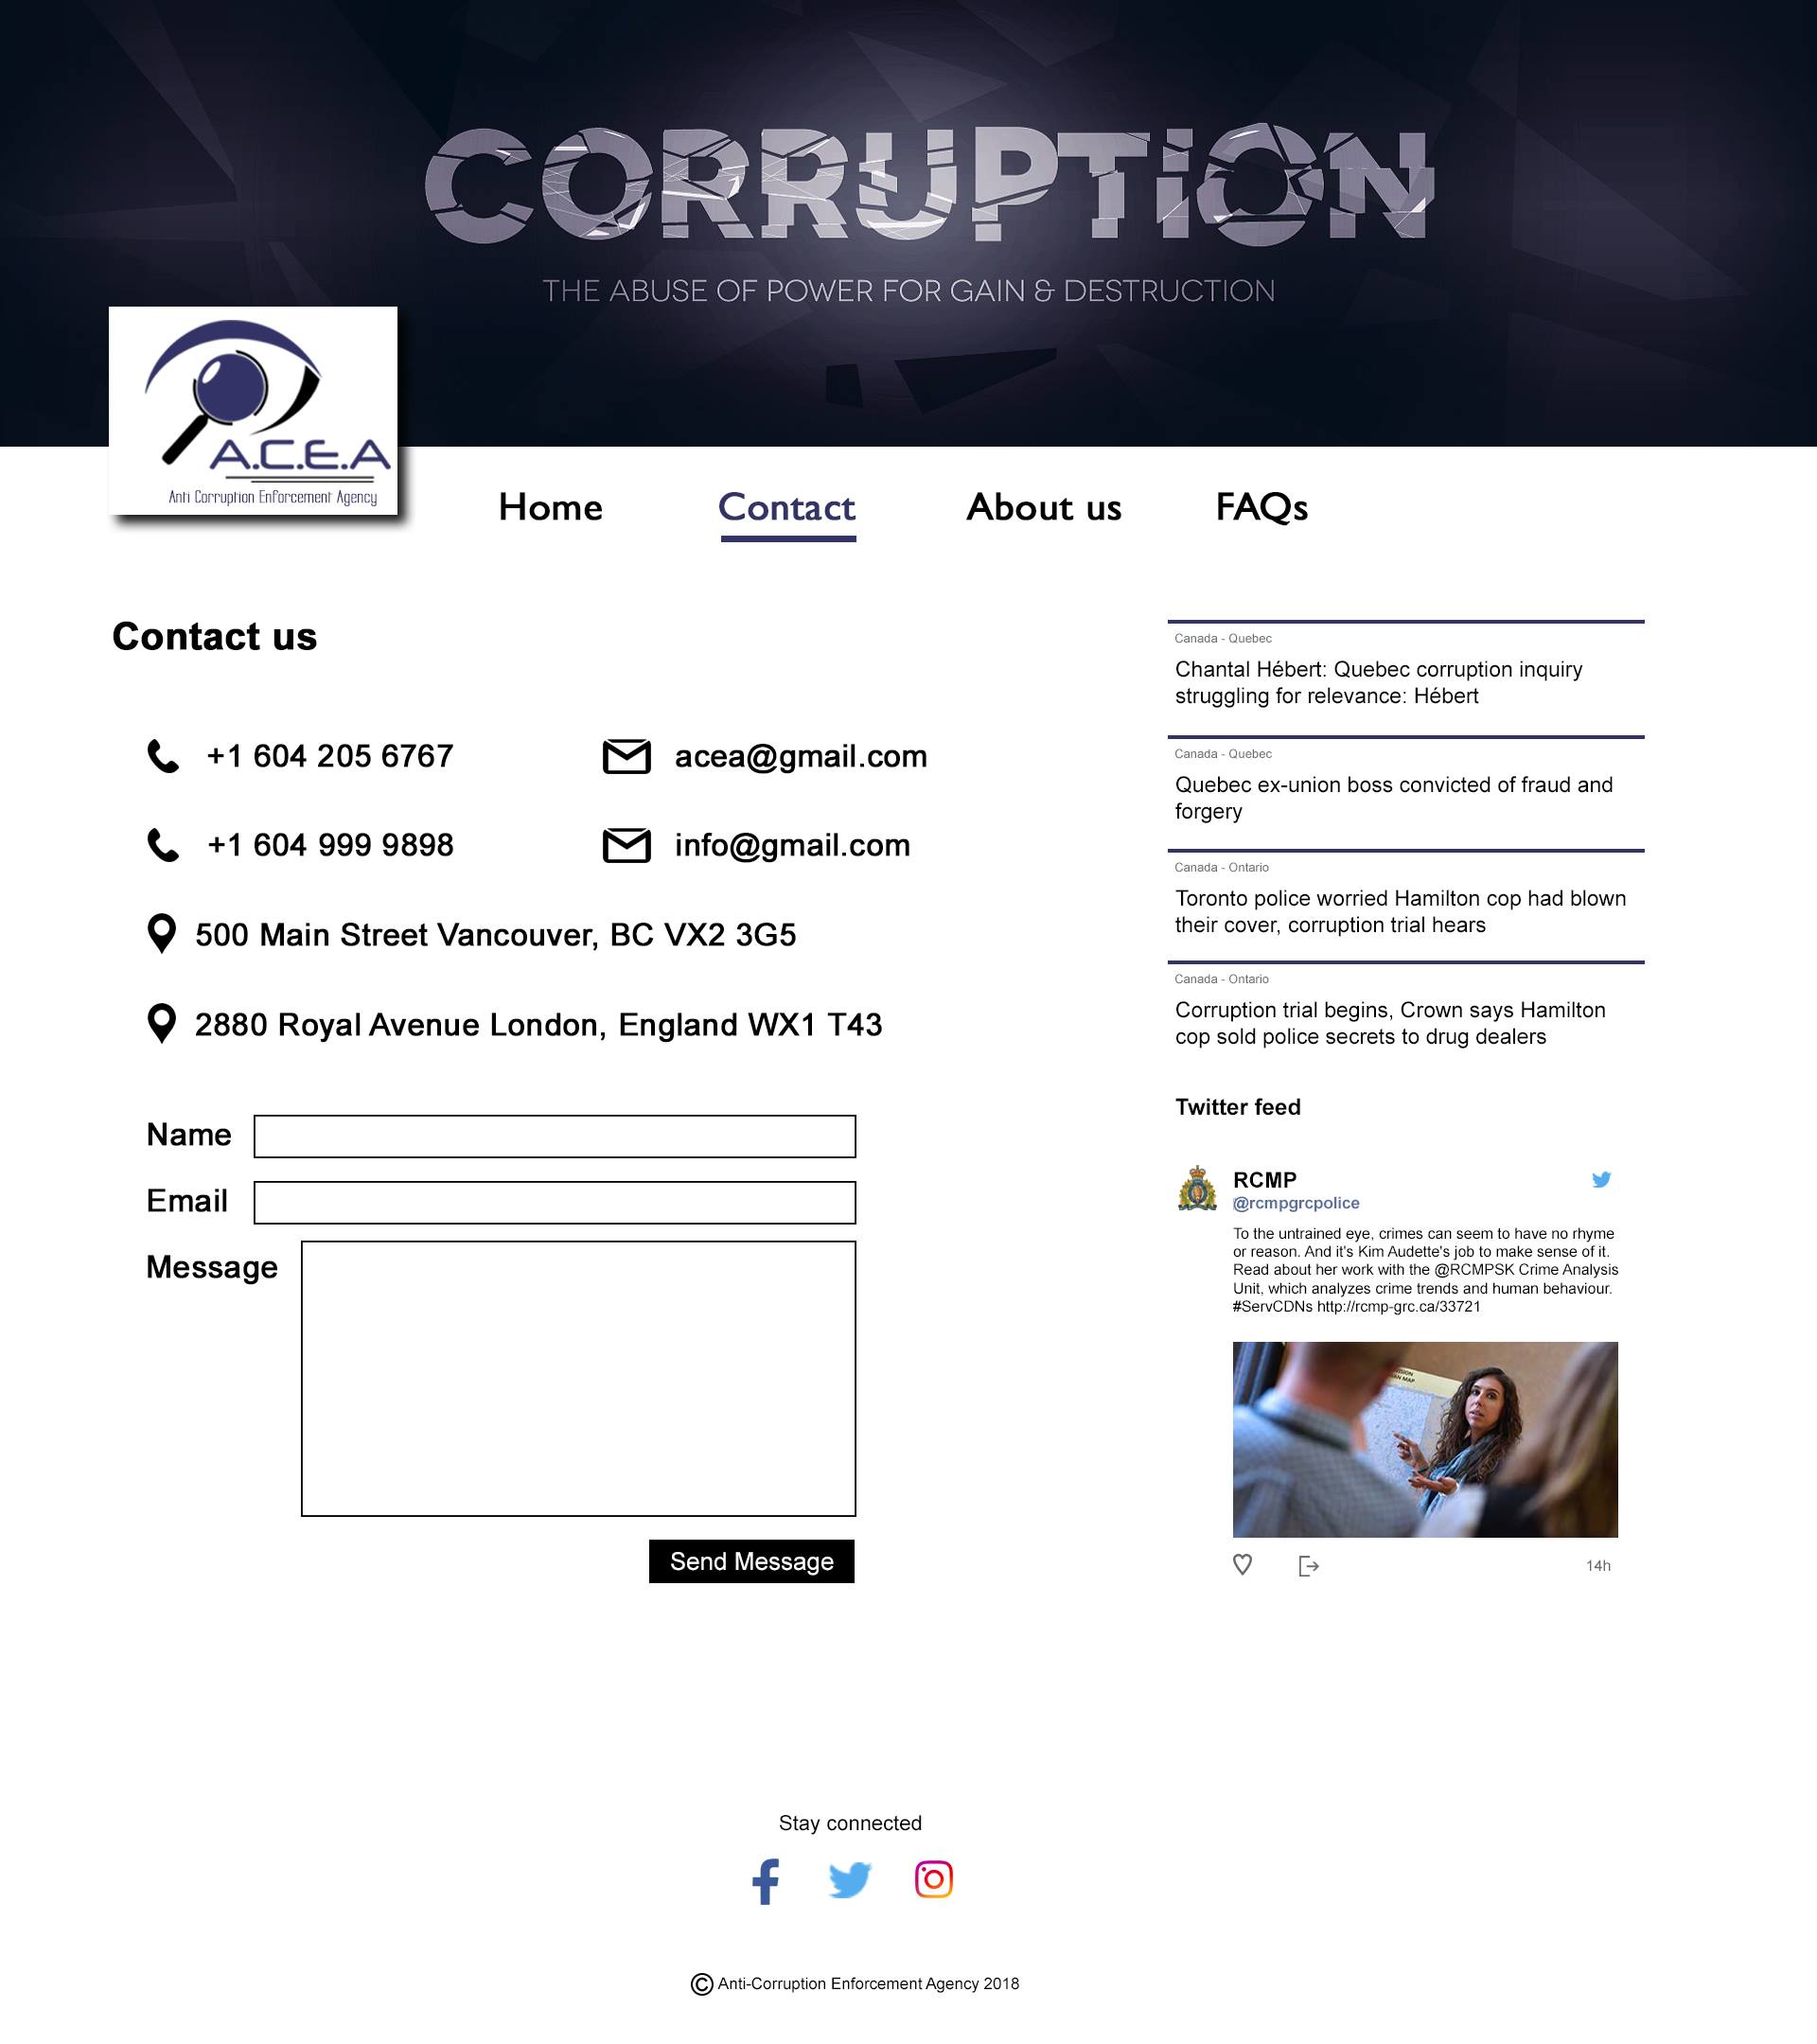 CORRUPTION
THE ABUSE OF POWER FOR GAIN & DESTRUCTION
A.C.E.A
Anti Corruption Enforcement Agency
Home
Contact
About us
FAQs
Contact us
+1 604 205 6767
acea@gmail.com
+1 604 999 9898
info@gmail.com
500 Main Street Vancouver, BC VX2 3G5
2880 Royal Avenue London, England WX1 T43
Name
Email
Message
Send Message
Canada - Quebec
Chantal Hébert: Quebec corruption inquiry
struggling for relevance: Hébert
Canada - Quebec
Quebec ex-union boss convicted of fraud and
forgery
Canada - Ontario
Toronto police worried Hamilton cop had blown
their cover, corruption trial hears
Canada - Ontario
Corruption trial begins, Crown says Hamilton
cop sold police secrets to drug dealers
Twitter feed
RCMP
@rcmpgrcpolice
To the untrained eye, crimes can seem to have no rhyme
or reason. And it's Kim Audette's job to make sense of it.
Read about her work with the @RCMPSK Crime Analysis
Unit, which analyzes crime trends and human behaviour.
#ServCDNs http://rcmp-grc.ca/33721
14h
Stay connected
© Anti-Corruption Enforcement Agency 2018